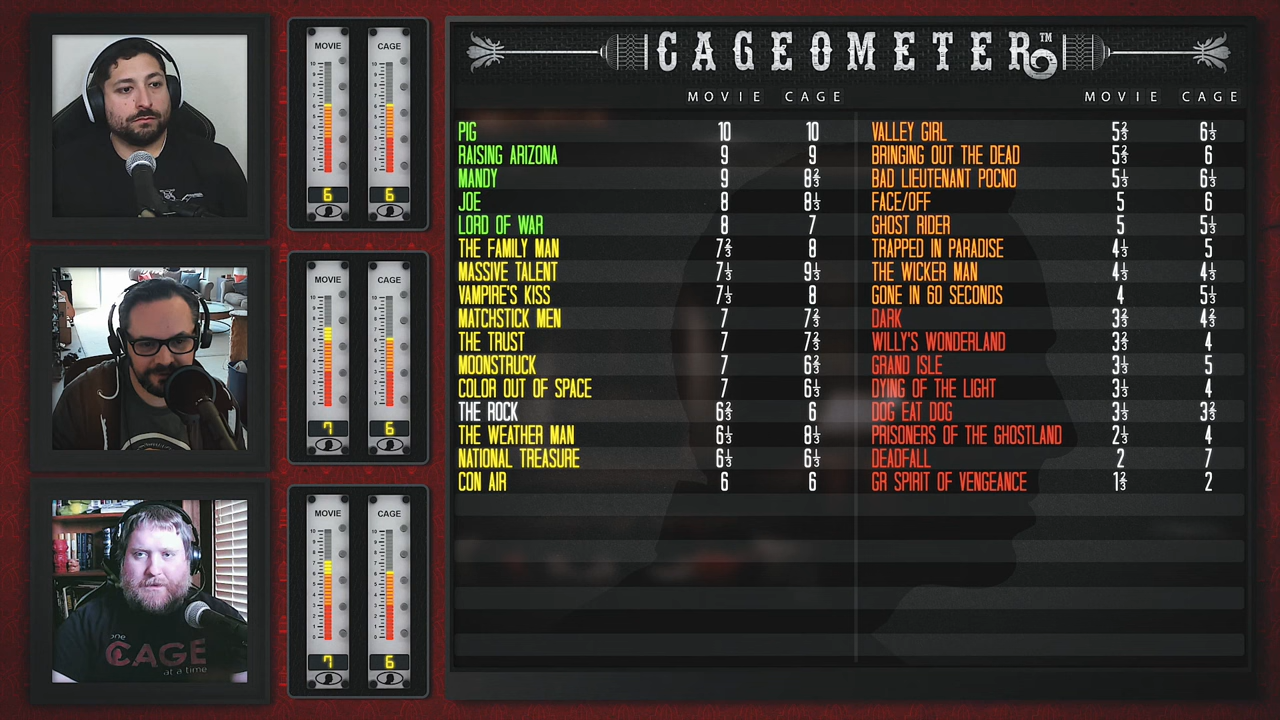 CAGEOMETER™
MOVIE CAGE MOVIE CAGE
PIG 10 10
RAISING ARIZONA 9 9
MANDY 9 8⅔
JOE 8 8⅓
LORD OF WAR 8 7
THE FAMILY MAN 7⅔ 8
MASSIVE TALENT 7⅓ 9⅓
VAMPIRE'S KISS 7⅓ 8
MATCHSTICK MEN 7 7⅔
THE TRUST 7 7⅔
MOONSTRUCK 7 6⅔
COLOR OUT OF SPACE 7 6⅓
THE ROCK 6⅔ 6
THE WEATHER MAN 6⅓ 8⅓
NATIONAL TREASURE 6⅓ 6⅓
CON AIR 6 6
VALLEY GIRL 5⅔ 6⅓
BRINGING OUT THE DEAD 5⅔ 6
BAD LIEUTENANT POCNO 5⅓ 6⅓
FACE/OFF 5 6
GHOST RIDER 5 5⅓
TRAPPED IN PARADISE 4⅓ 5
THE WICKER MAN 4⅓ 4⅓
GONE IN 60 SECONDS 4 5⅓
DARK 3⅔ 4⅔
WILLY'S WONDERLAND 3⅔ 4
GRAND ISLE 3⅓ 5
DYING OF THE LIGHT 3⅓ 4
DOG EAT DOG 3⅓ 3⅔
PRISONERS OF THE GHOSTLAND 2⅓ 4
DEADFALL 2 7
GR SPIRIT OF VENGEANCE 1⅔ 2
MOVIE CAGE
6 6
MOVIE CAGE
7 6
MOVIE CAGE
7 6
one
CAGE
at a time